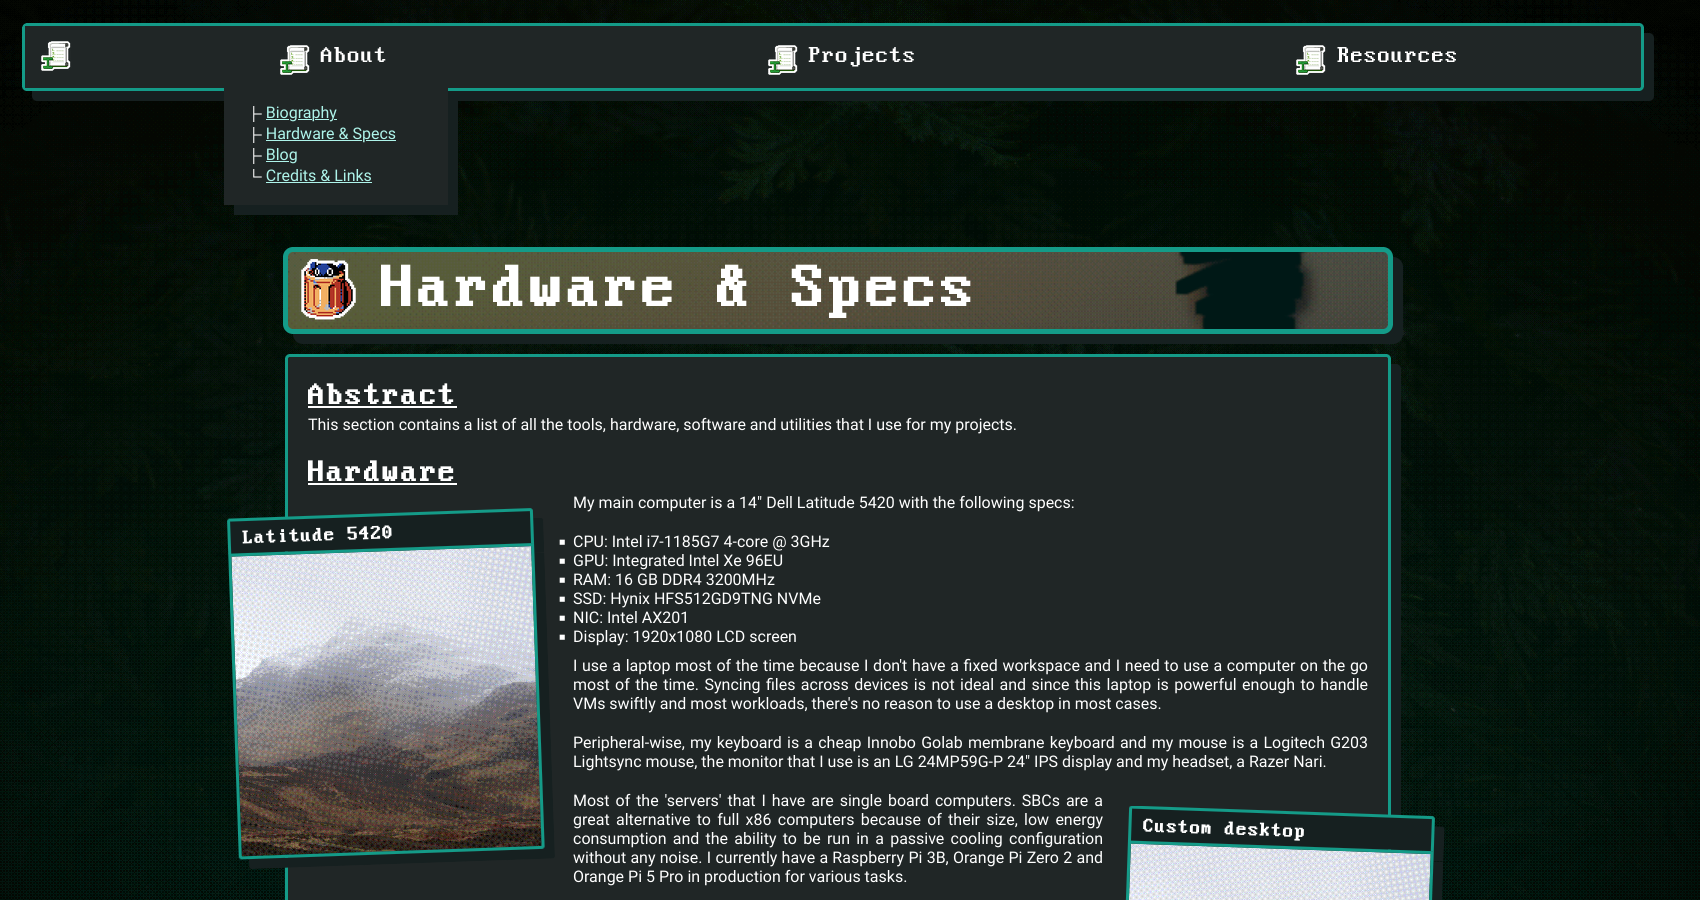 About
Projects
Resources
├ Biography
├ Hardware & Specs
├ Blog
└ Credits & Links
Hardware & Specs
Abstract
This section contains a list of all the tools, hardware, software and utilities that I use for my projects.
Hardware
My main computer is a 14" Dell Latitude 5420 with the following specs:
Latitude 5420
▪ CPU: Intel i7-1185G7 4-core @ 3GHz
▪ GPU: Integrated Intel Xe 96EU
▪ RAM: 16 GB DDR4 3200MHz
▪ SSD: Hynix HFS512GD9TNG NVMe
▪ NIC: Intel AX201
▪ Display: 1920x1080 LCD screen
I use a laptop most of the time because I don't have a fixed workspace and I need to use a computer on the go
most of the time. Syncing files across devices is not ideal and since this laptop is powerful enough to handle
VMs swiftly and most workloads, there's no reason to use a desktop in most cases.
Peripheral-wise, my keyboard is a cheap Innobo Golab membrane keyboard and my mouse is a Logitech G203
Lightsync mouse, the monitor that I use is an LG 24MP59G-P 24" IPS display and my headset, a Razer Nari.
Most of the 'servers' that I have are single board computers. SBCs are a
great alternative to full x86 computers because of their size, low energy
consumption and the ability to be run in a passive cooling configuration
without any noise. I currently have a Raspberry Pi 3B, Orange Pi Zero 2 and
Orange Pi 5 Pro in production for various tasks.
Custom desktop